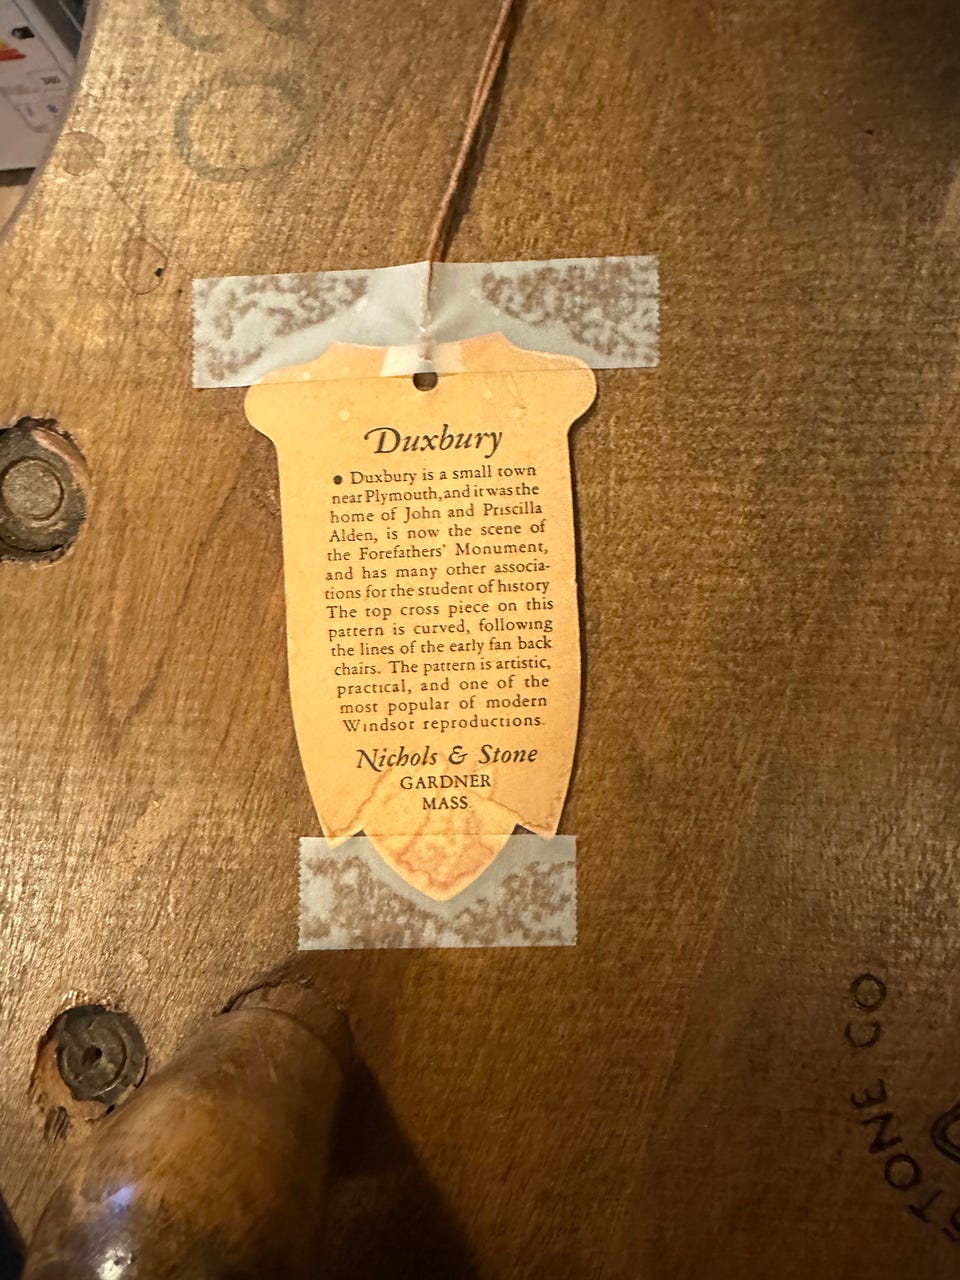 Duxbury
● Duxbury is a small town
near Plymouth, and it was the
home of John and Priscilla
Alden, is now the scene of
the Forefathers' Monument,
and has many other associa-
tions for the student of history
The top cross piece on this
pattern is curved, following
the lines of the early fan back
chairs. The pattern is artistic,
practical, and one of the
most popular of modern
Windsor reproductions.
Nichols & Stone
GARDNER
MASS.
STONE CO